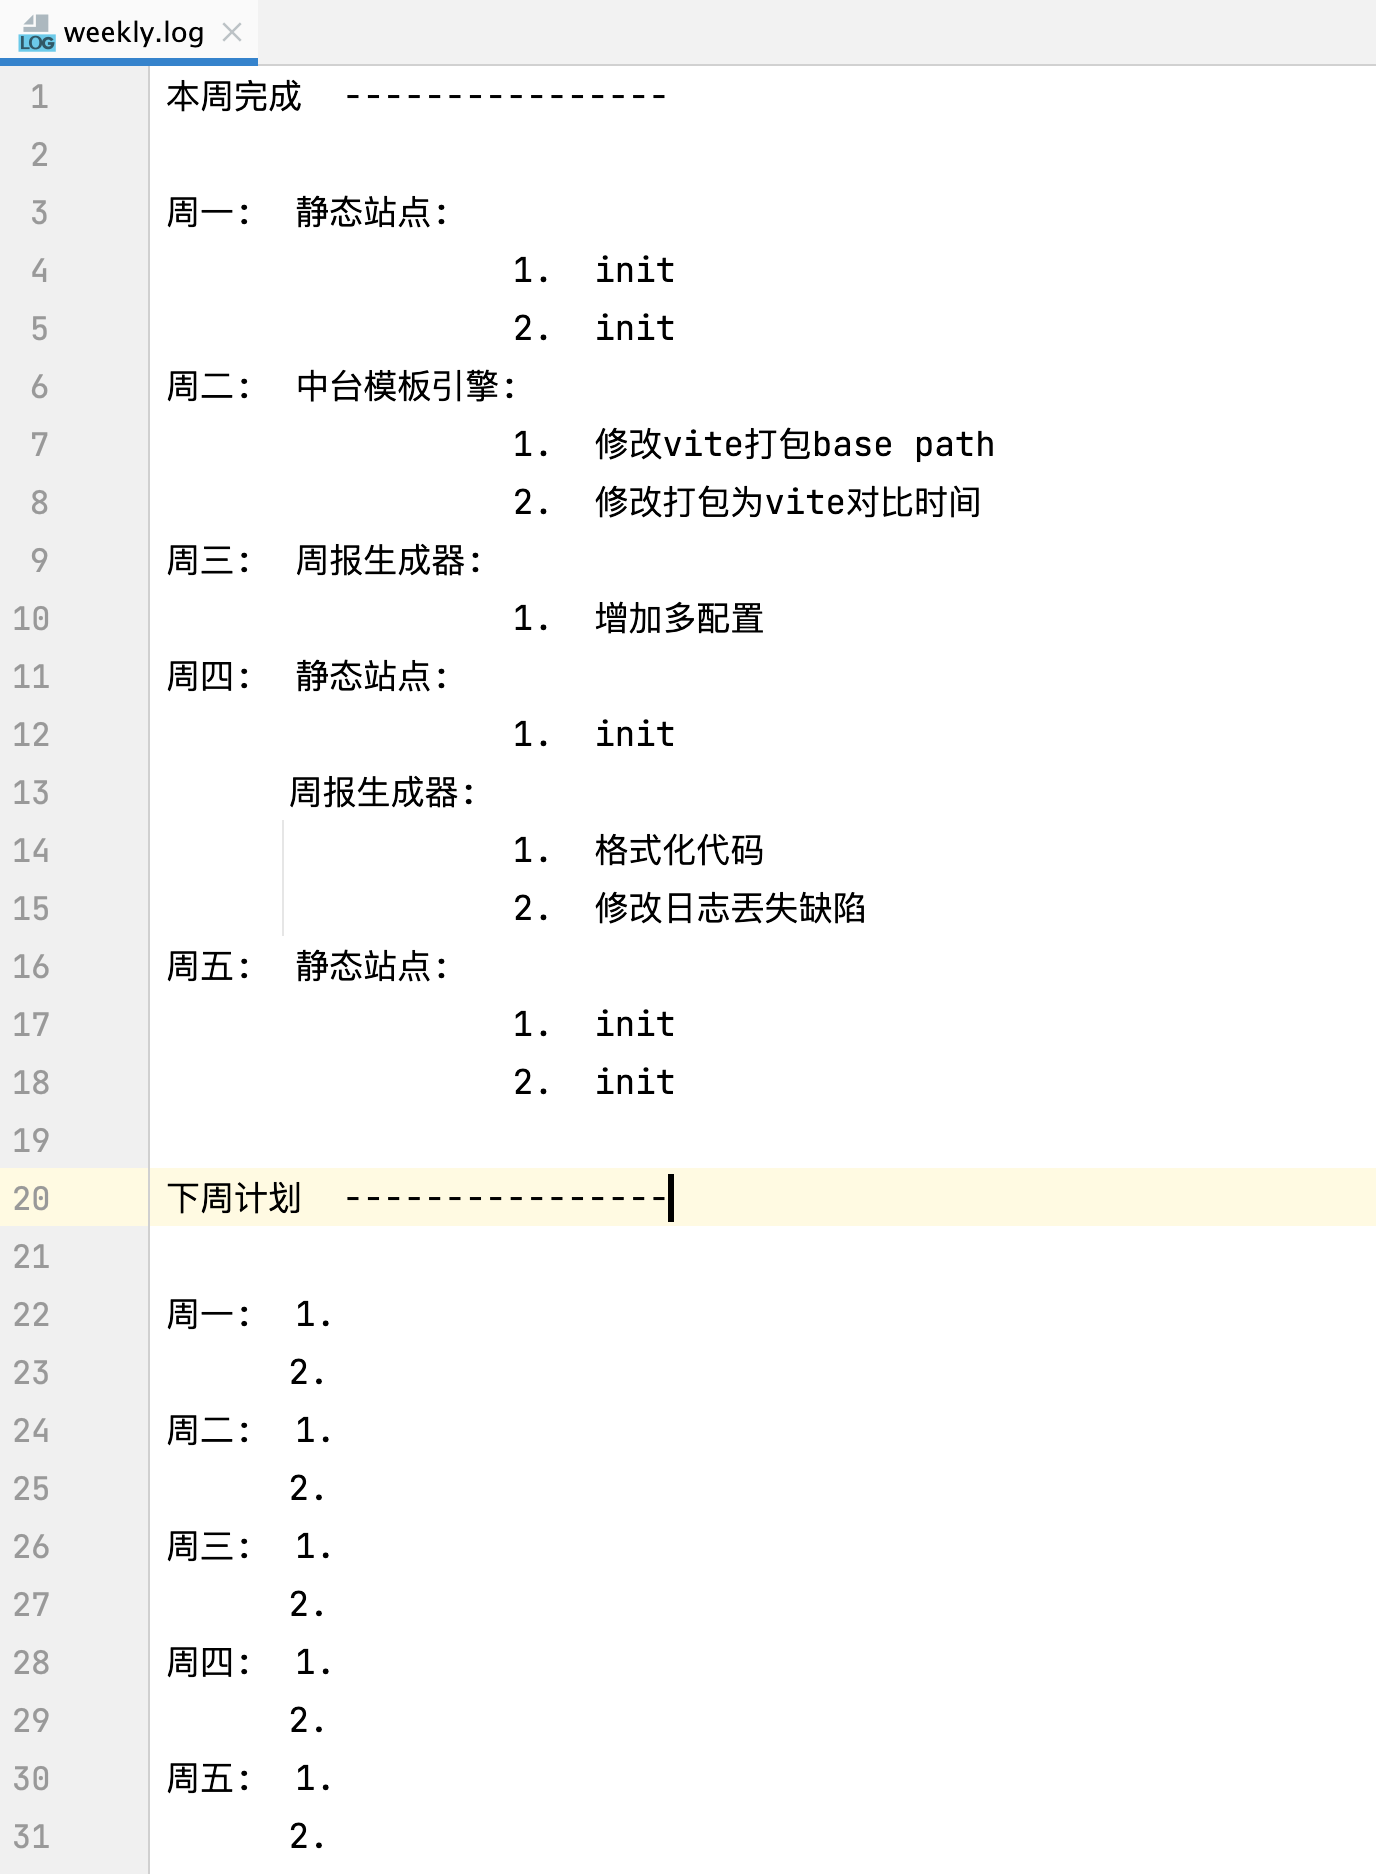 LOG weekly.log
1 本周完成 ----------------
2
3 周一: 静态站点:
4 1. init
5 2. init
6 周二: 中台模板引擎:
7 1. 修改vite打包base path
8 2. 修改打包为vite对比时间
9 周三: 周报生成器:
10 1. 增加多配置
11 周四: 静态站点:
12 1. init
13 周报生成器:
14 1. 格式化代码
15 2. 修改日志丢失缺陷
16 周五: 静态站点:
17 1. init
18 2. init
19
20 下周计划 ----------------
21
22 周一: 1.
23 2.
24 周二: 1.
25 2.
26 周三: 1.
27 2.
28 周四: 1.
29 2.
30 周五: 1.
31 2.